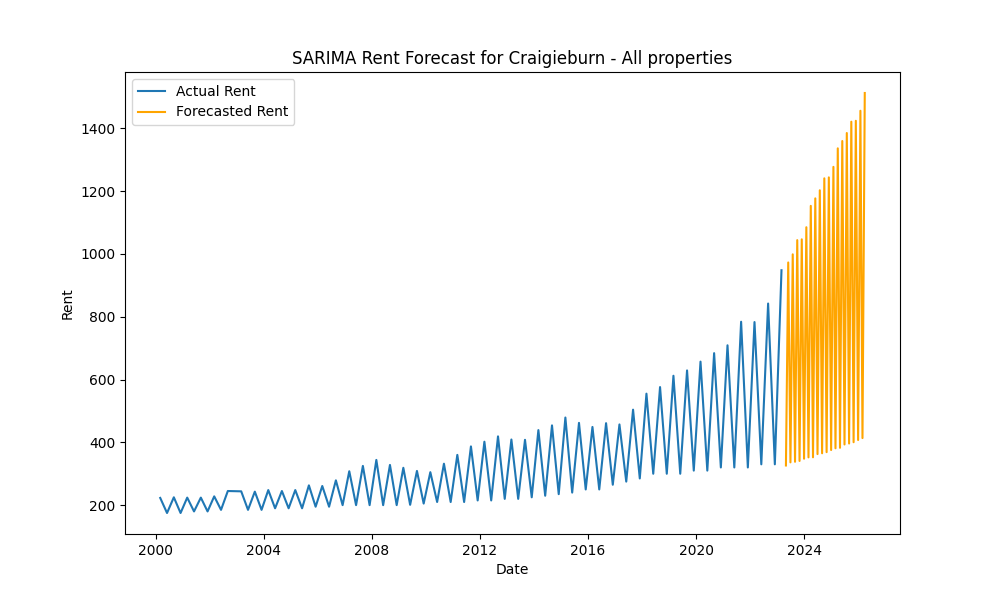 SARIMA Rent Forecast for Craigieburn - All properties
Actual Rent
Forecasted Rent
1400
1200
1000
800
600
400
200
Rent
2000 2004 2008 2012 2016 2020 2024
Date